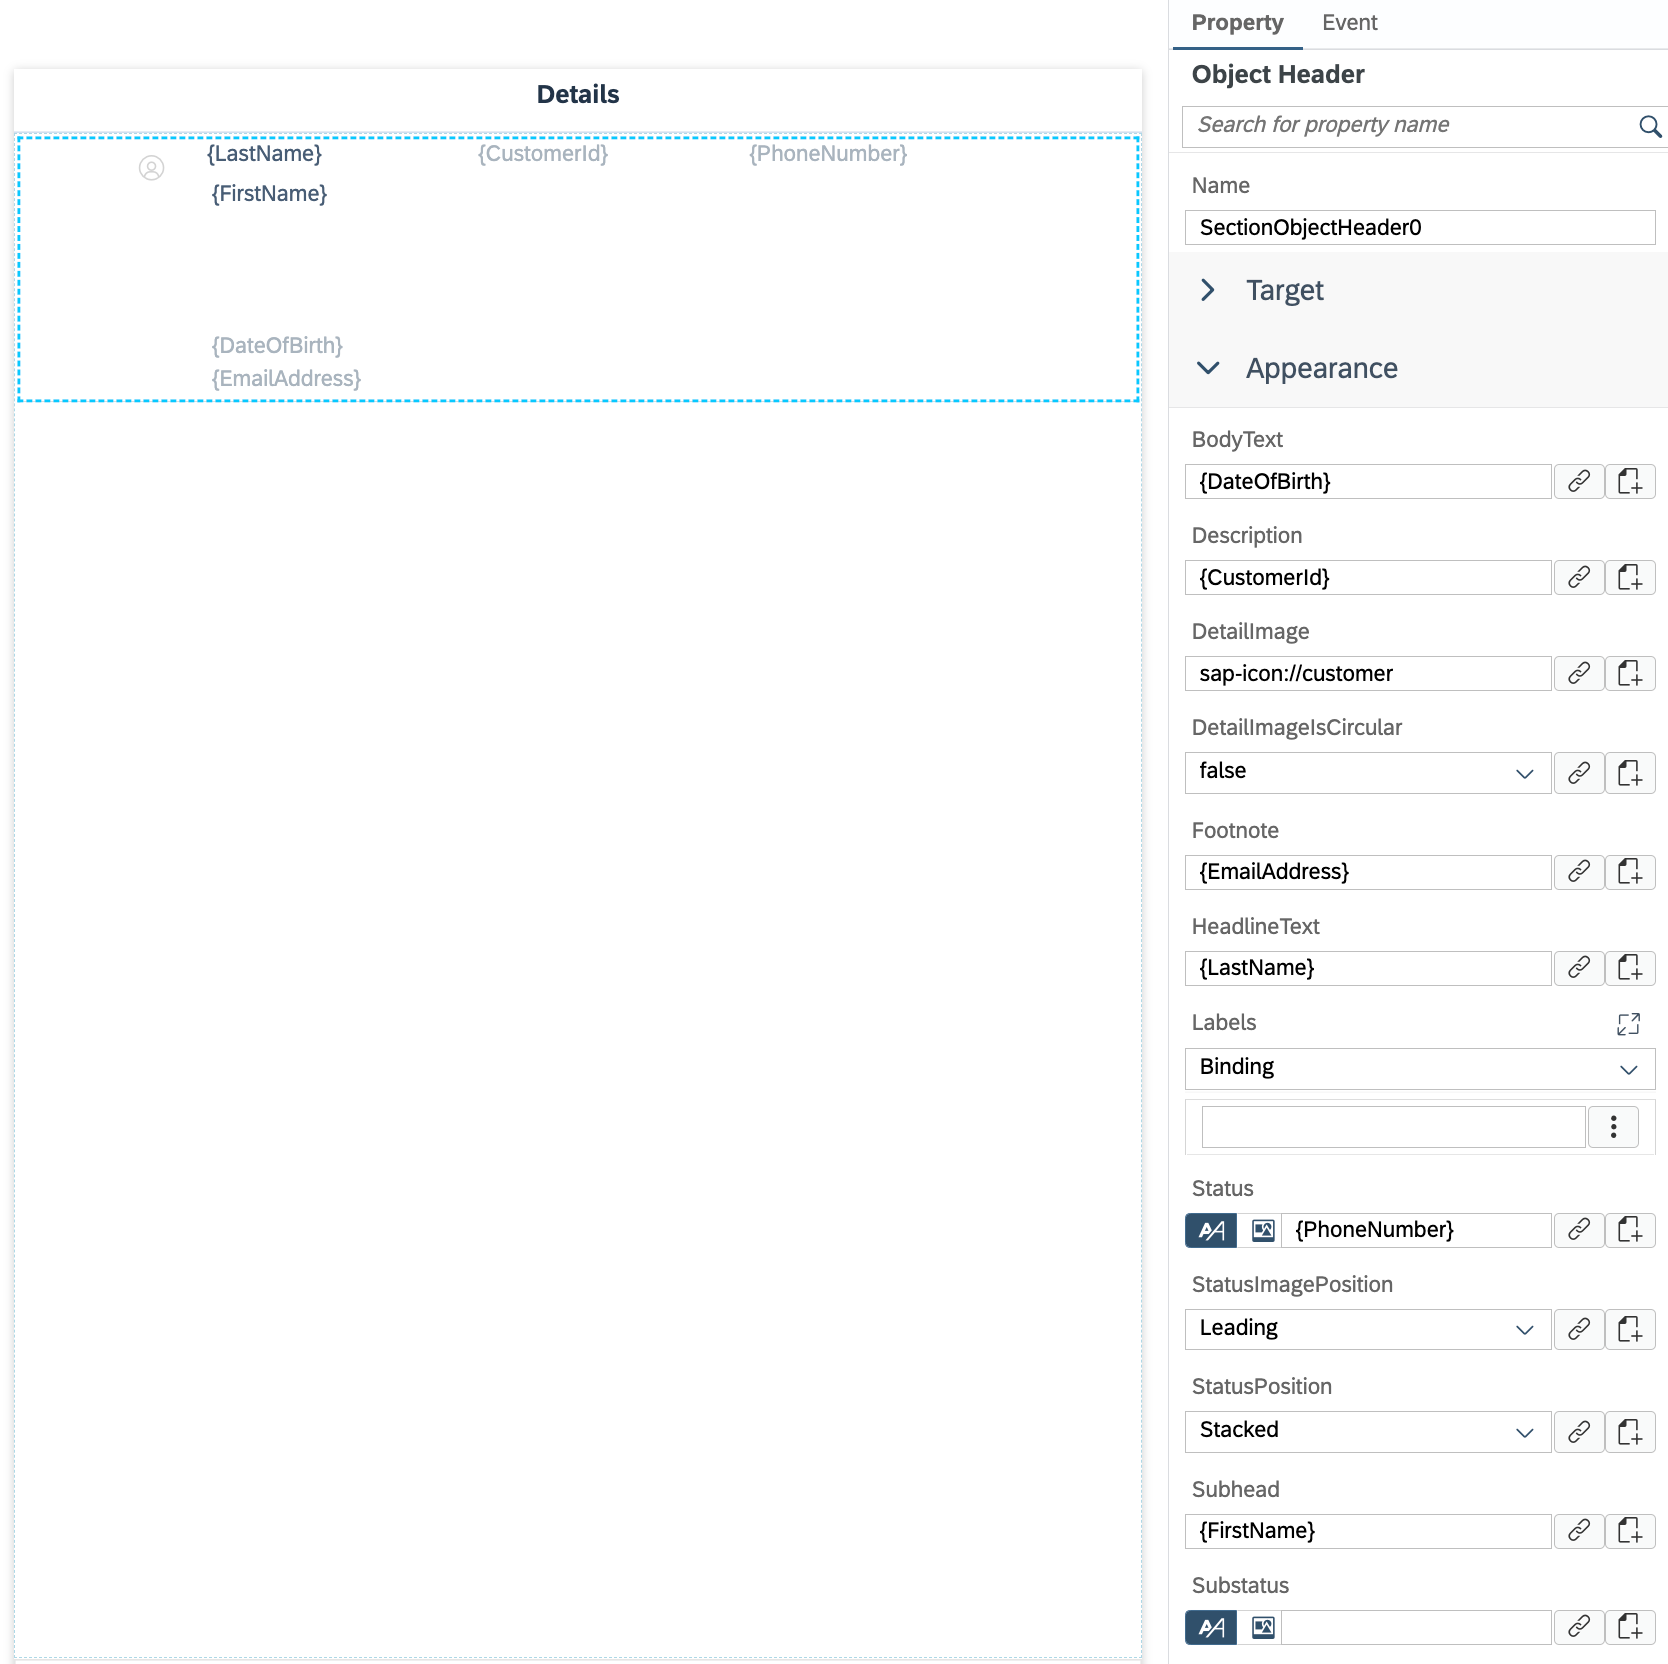 Details
{LastName}
{CustomerId}
{PhoneNumber}
{FirstName}
{DateOfBirth}
{EmailAddress}
Property
Event
Object Header
Search for property name
Name
SectionObjectHeader0
Target
Appearance
BodyText
{DateOfBirth}
Description
{CustomerId}
DetailImage
sap-icon://customer
DetailImageIsCircular
false
Footnote
{EmailAddress}
HeadlineText
{LastName}
Labels
Binding
Status
{PhoneNumber}
StatusImagePosition
Leading
StatusPosition
Stacked
Subhead
{FirstName}
Substatus